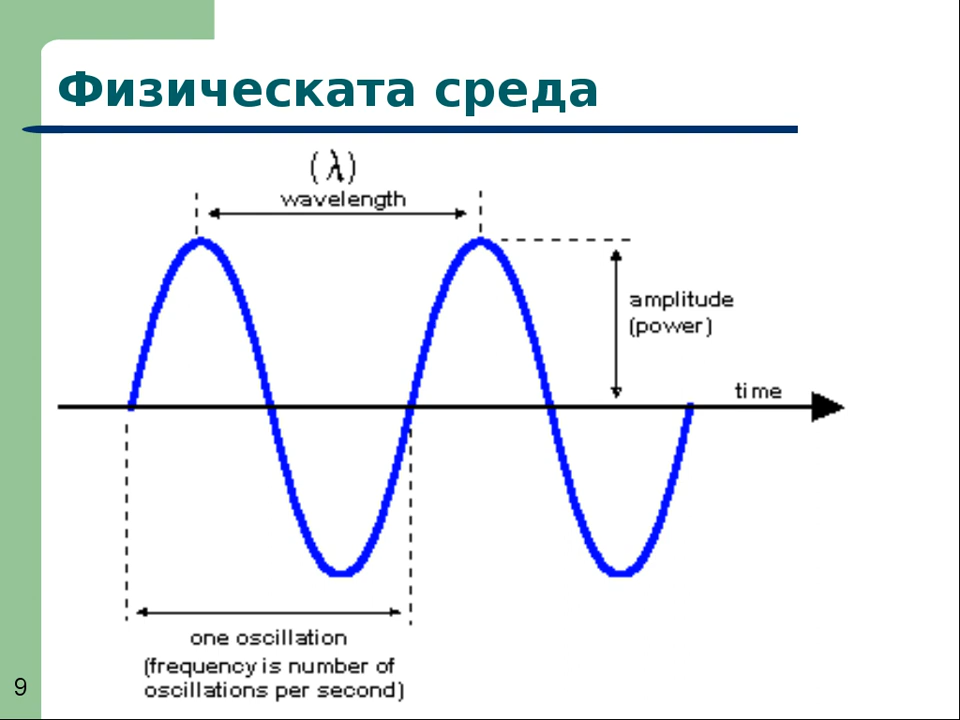 Физическата среда
(λ)
wavelength
amplitude
(power)
time
one oscillation
(frequency is number of
oscillations per second)
9